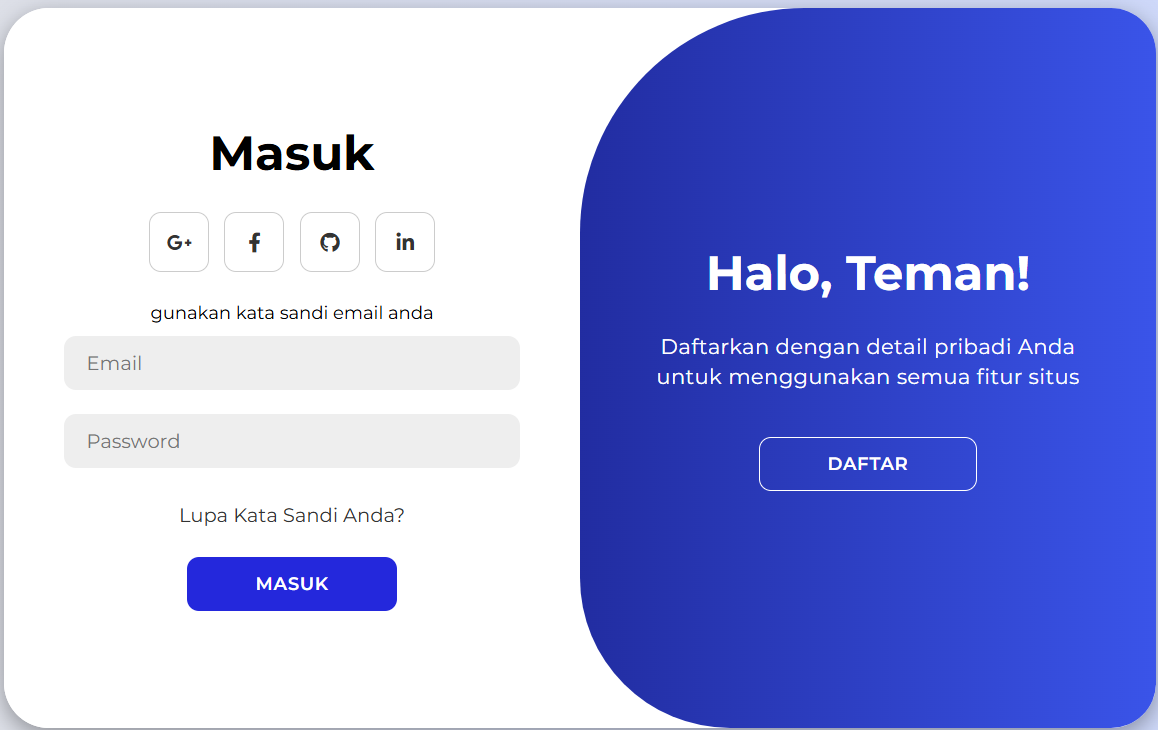 Masuk
G+
f
in
gunakan kata sandi email anda
Email
Password
Lupa Kata Sandi Anda?
MASUK
Halo, Teman!
Daftarkan dengan detail pribadi Anda
untuk menggunakan semua fitur situs
DAFTAR